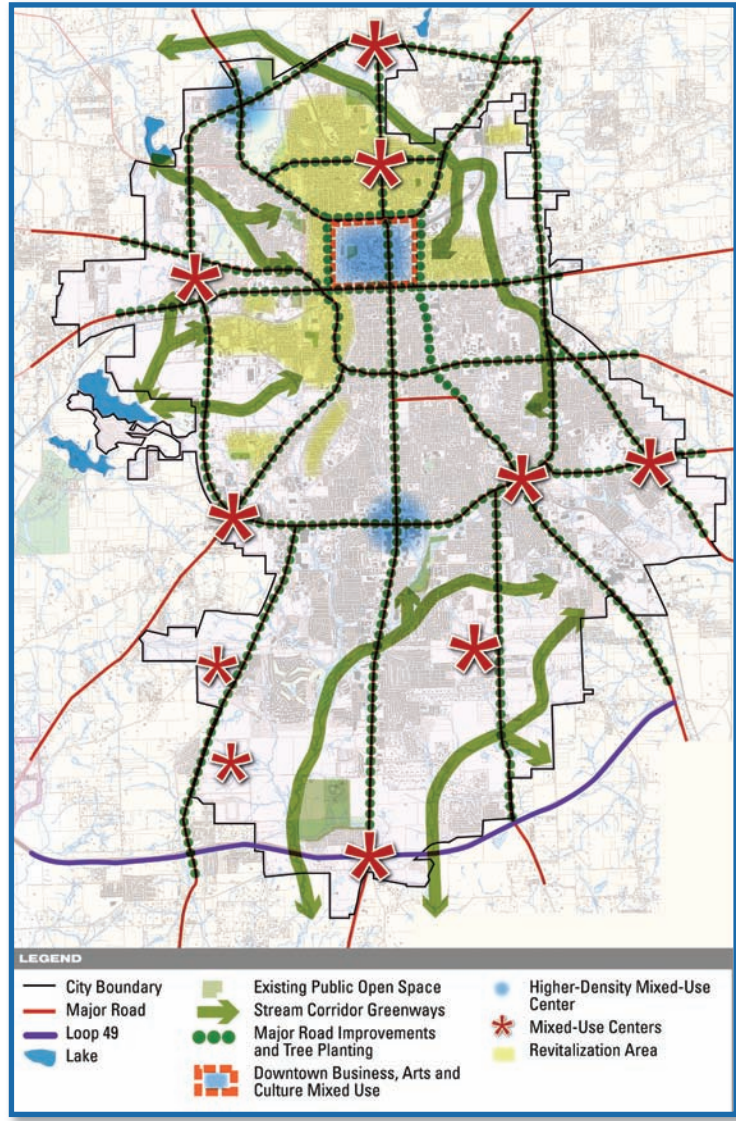 LEGEND
City Boundary
Major Road
Loop 49
Lake
Existing Public Open Space
Stream Corridor Greenways
Major Road Improvements
and Tree Planting
Downtown Business, Arts and
Culture Mixed Use
Higher-Density Mixed-Use
Center
Mixed-Use Centers
Revitalization Area